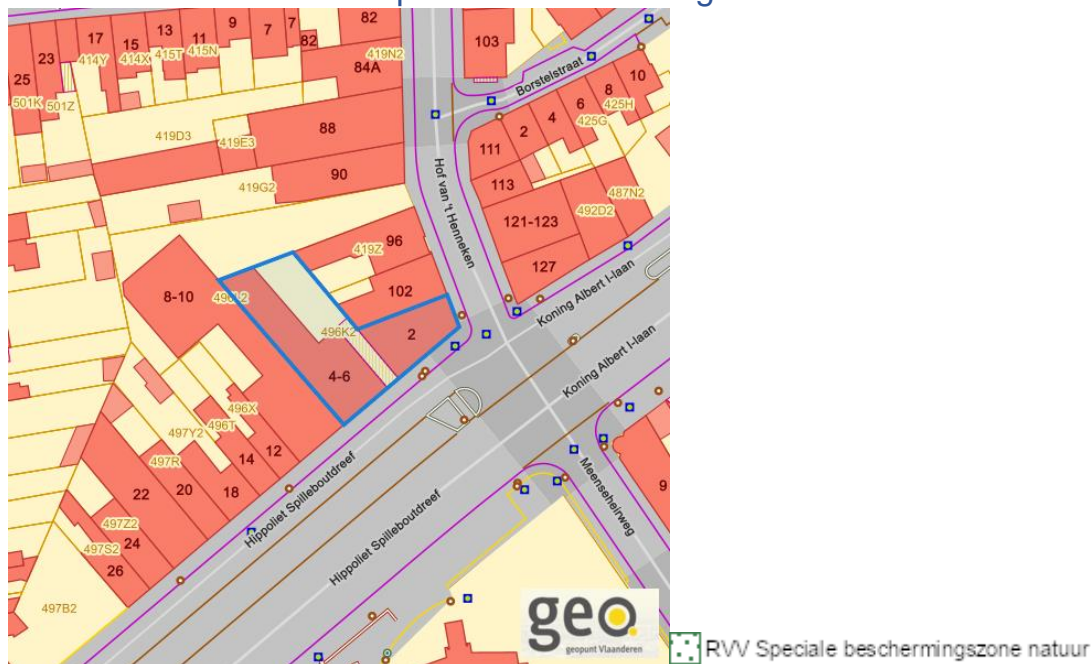 82
17
15
13
11
9
7
7
82
103
23
414Y
414X
415T
415N
419N2
84A
Borstelstraat
10
25
8
6
425H
501K
501Z
4
425G
2
88
111
419D3
419E3
90
113
487N2
419G2
Hof van 't Henneken
492D2
121-123
96
419Z
127
8-10
102
Koning Albert I-laan
496K2
2
Koning Albert I-laan
4-6
496X
496T
497Y2
12
14
497R
Meenseheirweg
20
18
22
9
Hippoliet Spilleboutdreef
497Z2
24
497S2
26
Hippoliet Spilleboutdreef
497B2
geo.
geopunt Vlaanderen
RVV Speciale beschermingszone natuur